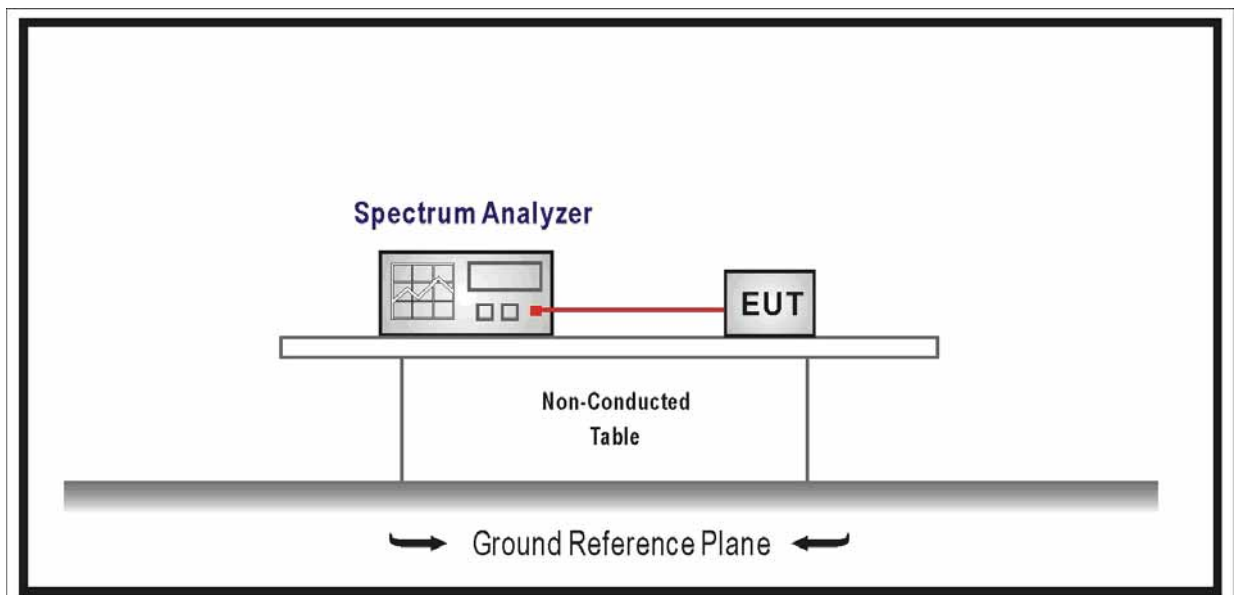 Spectrum Analyzer
EUT
Non-Conducted
Table
Ground Reference Plane